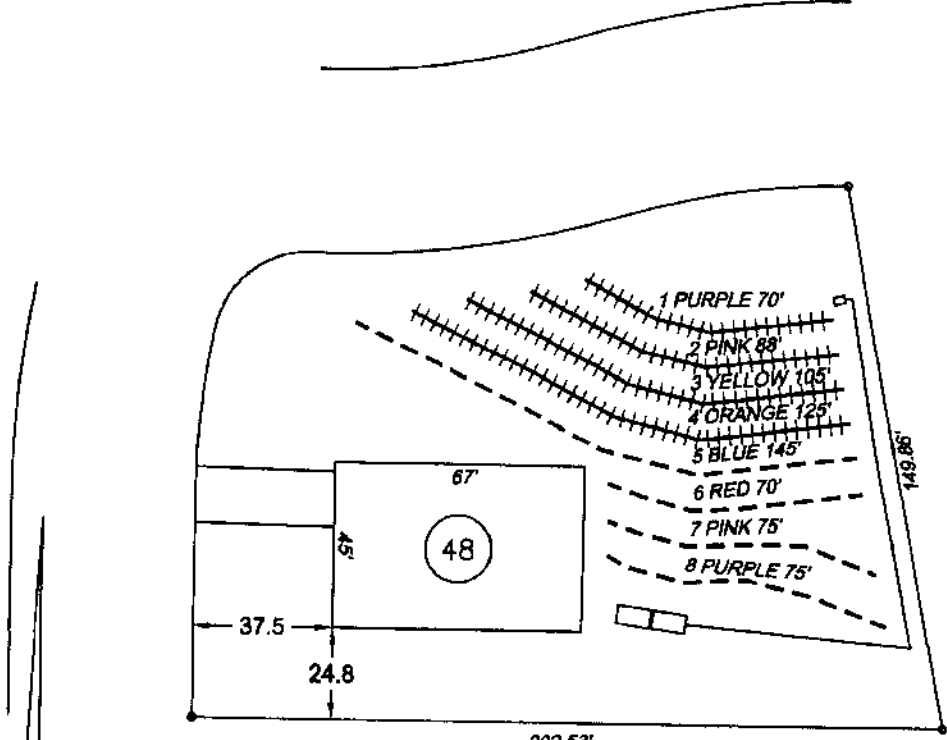 1 PURPLE 70'
2 PINK 88'
3 YELLOW 105'
4 ORANGE 125'
5 BLUE 145'
6 RED 70'
7 PINK 75'
8 PURPLE 75'
149.86'
67'
45'
48
37.5
24.8